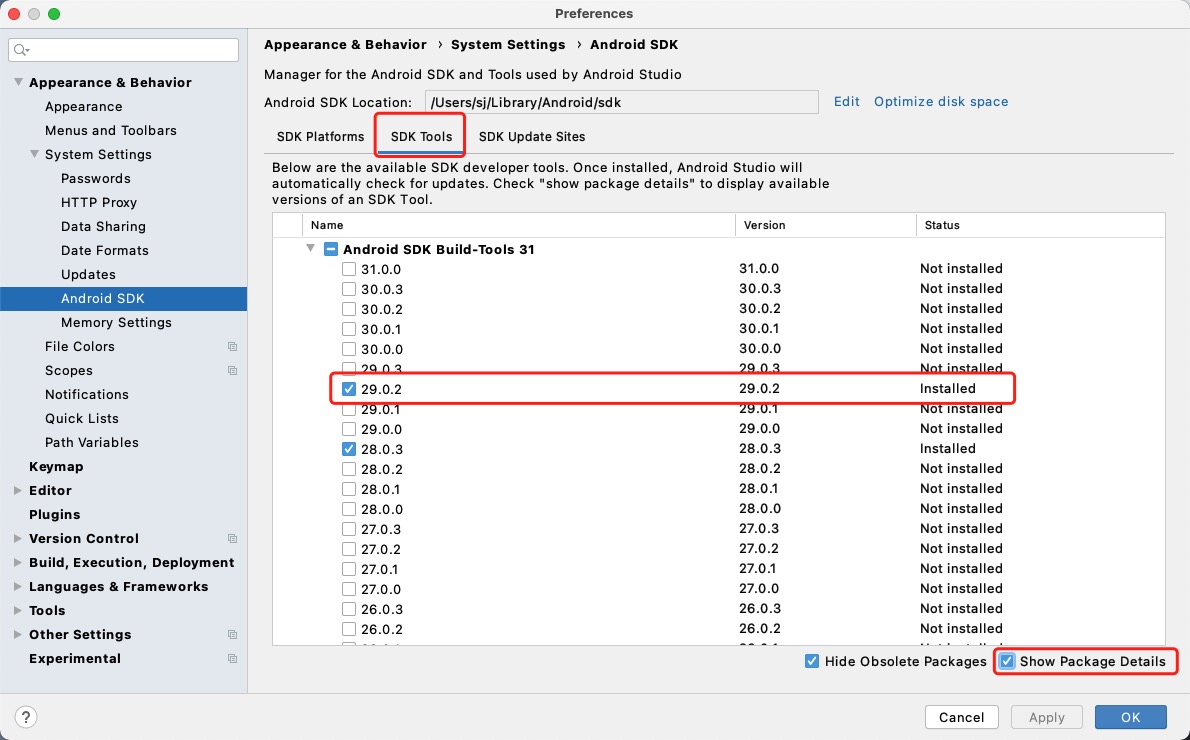 Preferences
Appearance & Behavior › System Settings › Android SDK
Manager for the Android SDK and Tools used by Android Studio
Android SDK Location: /Users/sj/Library/Android/sdk Edit Optimize disk space
SDK Platforms SDK Tools SDK Update Sites
Below are the available SDK developer tools. Once installed, Android Studio will
automatically check for updates. Check "show package details" to display available
versions of an SDK Tool.
Appearance & Behavior
Appearance
Menus and Toolbars
System Settings
Passwords
HTTP Proxy
Data Sharing
Date Formats
Updates
Android SDK
Memory Settings
File Colors
Scopes
Notifications
Quick Lists
Path Variables
Keymap
Editor
Plugins
Version Control
Build, Execution, Deployment
Languages & Frameworks
Tools
Other Settings
Experimental
Name Version Status
Android SDK Build-Tools 31
31.0.0 31.0.0 Not installed
30.0.3 30.0.3 Not installed
30.0.2 30.0.2 Not installed
30.0.1 30.0.1 Not installed
30.0.0 30.0.0 Not installed
29.0.3 29.0.3 Not installed
29.0.2 29.0.2 Installed
29.0.1 29.0.1 Not installed
29.0.0 29.0.0 Not installed
28.0.3 28.0.3 Installed
28.0.2 28.0.2 Not installed
28.0.1 28.0.1 Not installed
28.0.0 28.0.0 Not installed
27.0.3 27.0.3 Not installed
27.0.2 27.0.2 Not installed
27.0.1 27.0.1 Not installed
27.0.0 27.0.0 Not installed
26.0.3 26.0.3 Not installed
26.0.2 26.0.2 Not installed
Hide Obsolete Packages Show Package Details
? Cancel Apply OK